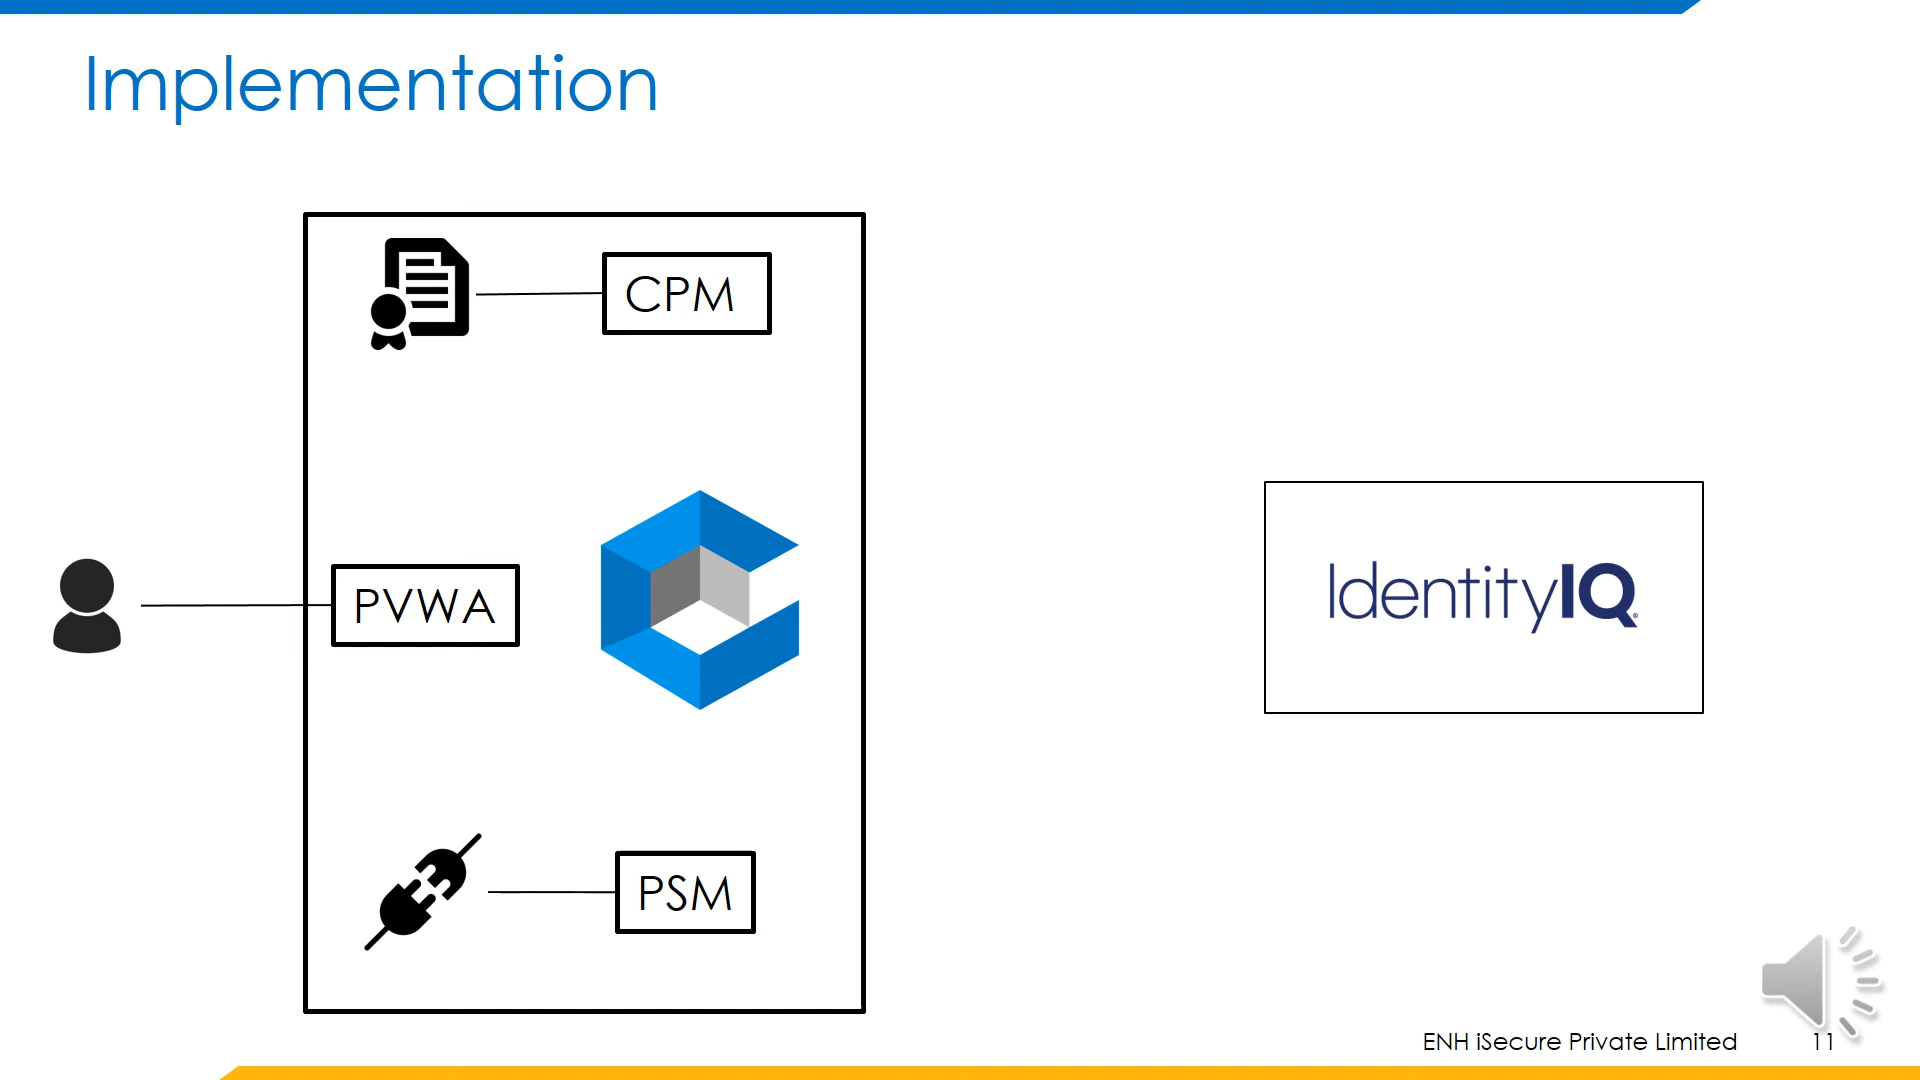 Implementation
CPM
PVWA
IdentityIQ®
PSM
ENH iSecure Private Limited
11